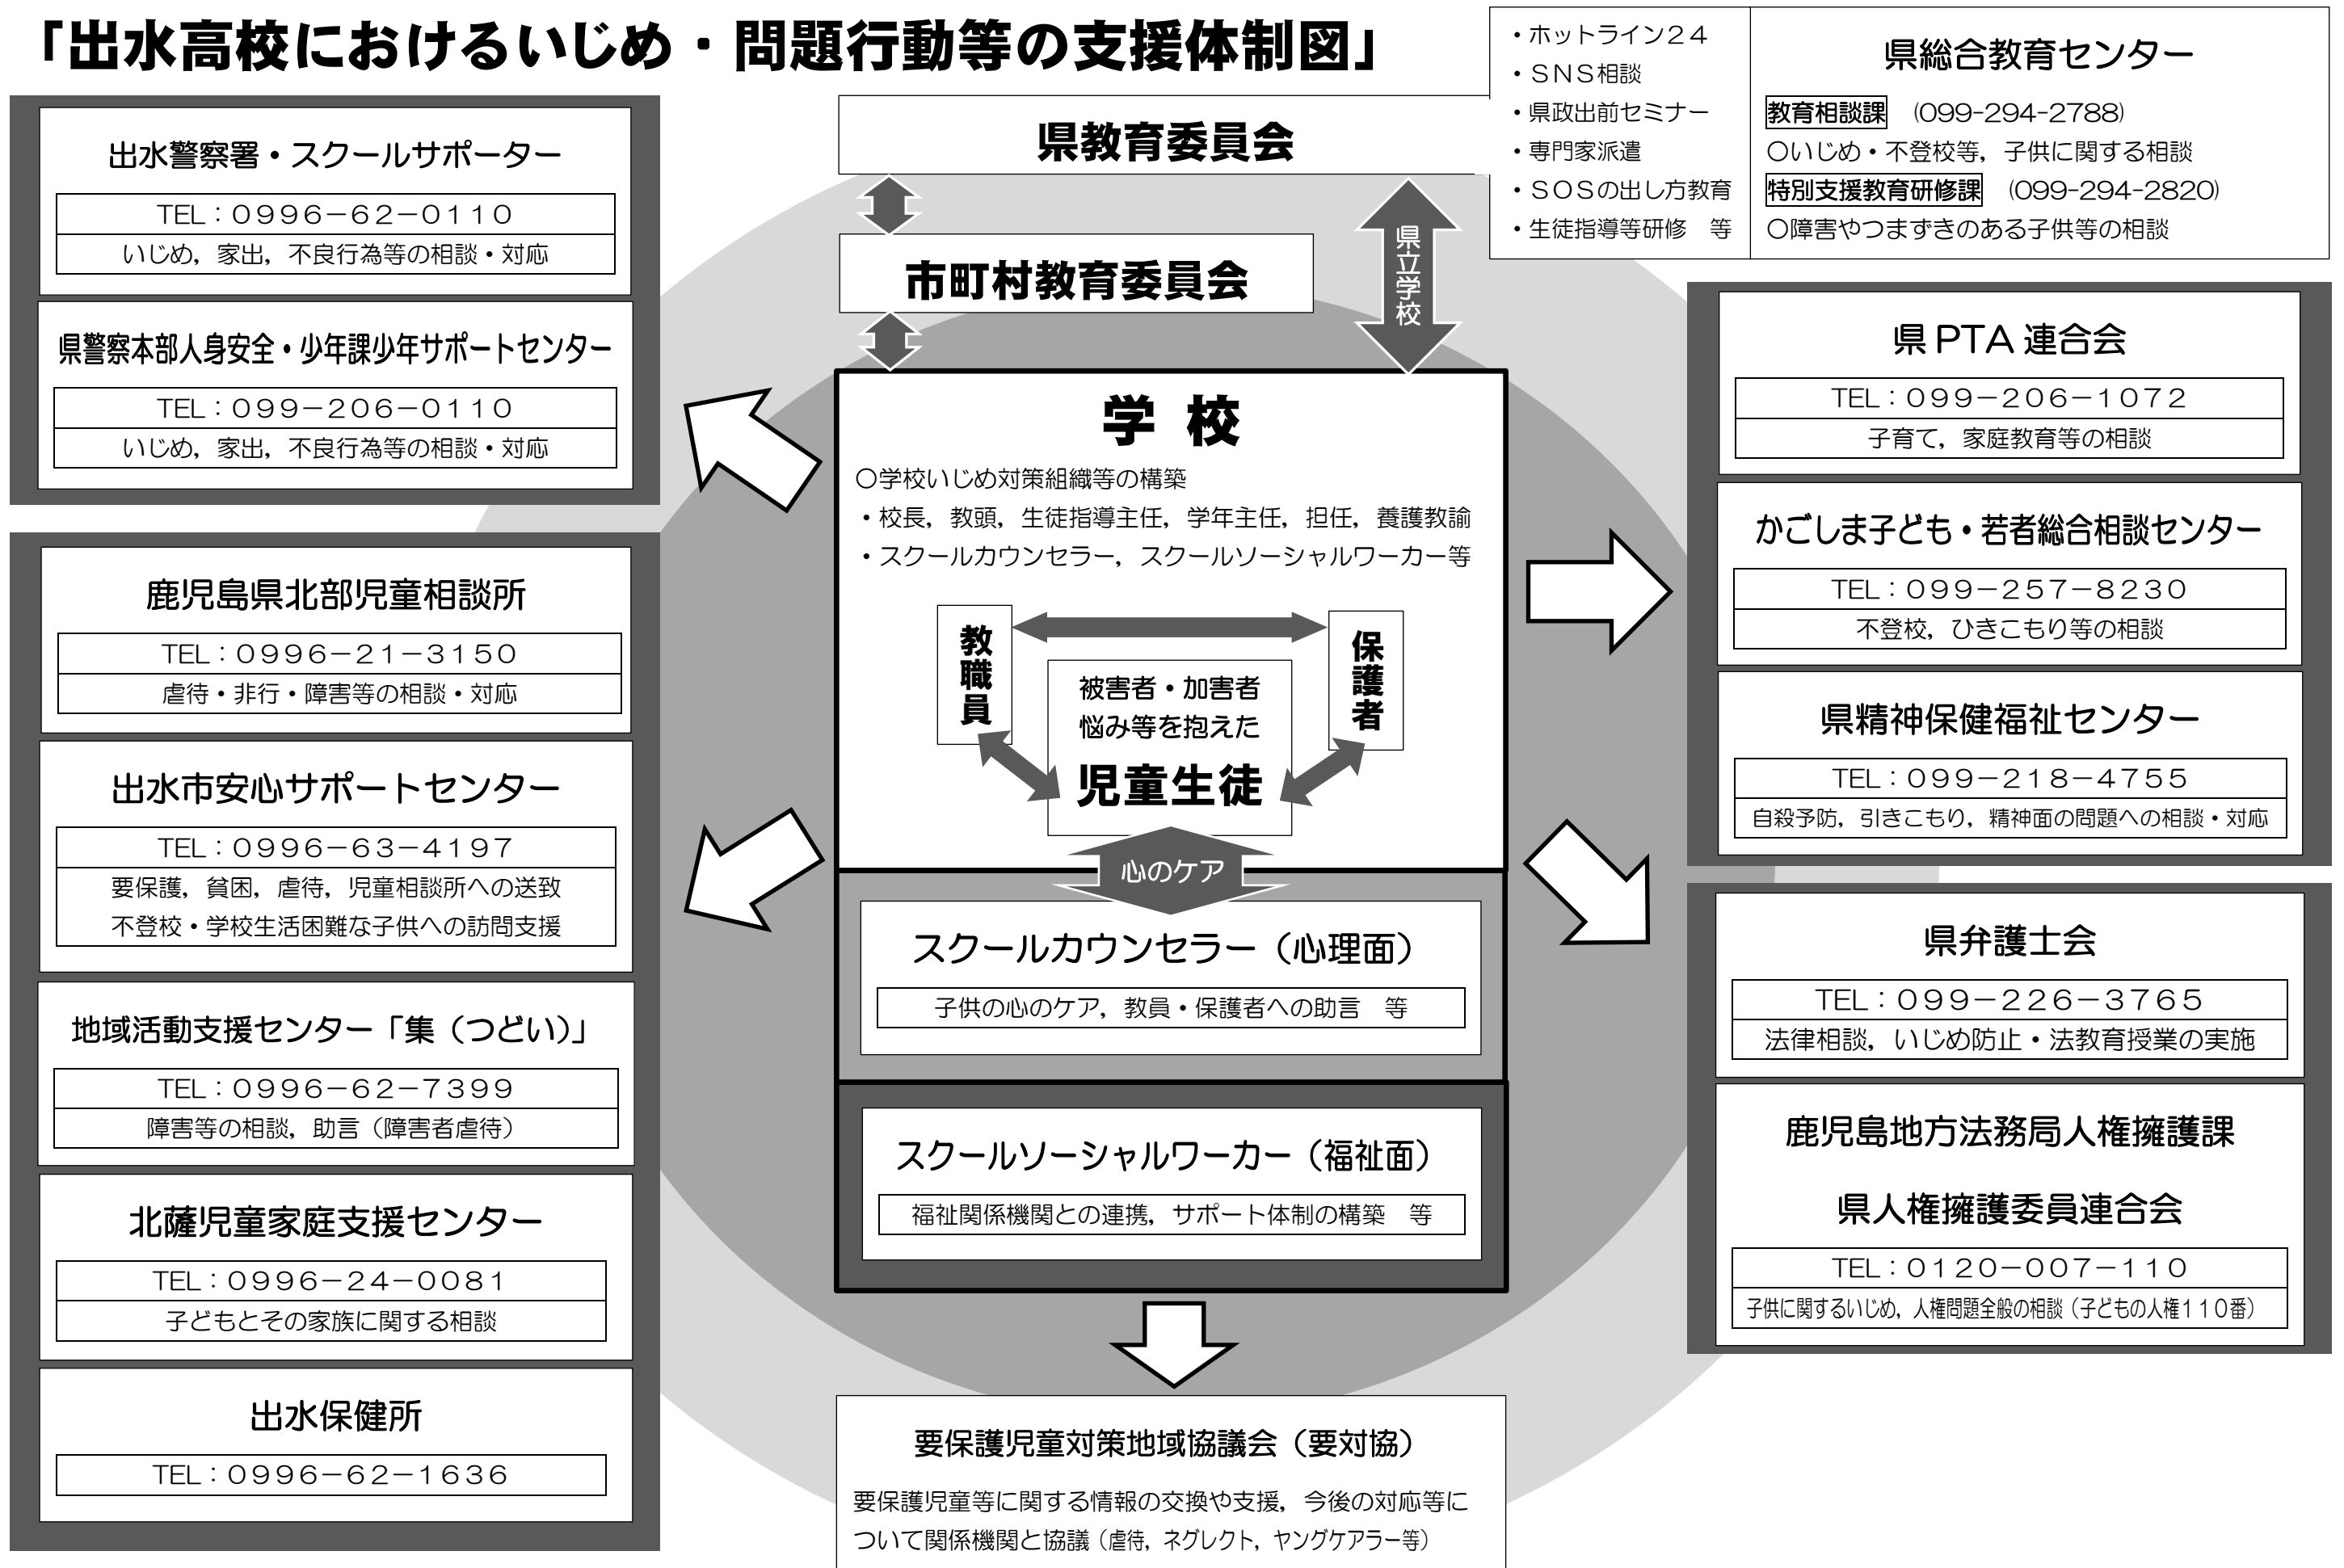 「出水高校におけるいじめ・問題行動等の支援体制図」
・ホットライン２４
・ＳＮＳ相談
・県政出前セミナー
・専門家派遣
・ＳＯＳの出し方教育
・生徒指導等研修　等
県総合教育センター
教育相談課　(099-294-2788)
○いじめ・不登校等，子供に関する相談
特別支援教育研修課　(099-294-2820)
○障害やつまずきのある子供等の相談
出水警察署・スクールサポーター
TEL：０９９６－６２－０１１０
いじめ，家出，不良行為等の相談・対応
県警察本部人身安全・少年課少年サポートセンター
TEL：０９９－２０６－０１１０
いじめ，家出，不良行為等の相談・対応
鹿児島県北部児童相談所
TEL：０９９６－２１－３１５０
虐待・非行・障害等の相談・対応
出水市安心サポートセンター
TEL：０９９６－６３－４１９７
要保護，貧困，虐待，児童相談所への送致
不登校・学校生活困難な子供への訪問支援
地域活動支援センター「集（つどい）」
TEL：０９９６－６２－７３９９
障害等の相談，助言（障害者虐待）
北薩児童家庭支援センター
TEL：０９９６－２４－００８１
子どもとその家族に関する相談
出水保健所
TEL：０９９６－６２－１６３６
県教育委員会
市町村教育委員会
県立学校
学 校
○学校いじめ対策組織等の構築
・校長，教頭，生徒指導主任，学年主任，担任，養護教諭
・スクールカウンセラー，スクールソーシャルワーカー等
教職員
保護者
被害者・加害者
悩み等を抱えた
児童生徒
心のケア
スクールカウンセラー（心理面）
子供の心のケア，教員・保護者への助言　等
スクールソーシャルワーカー（福祉面）
福祉関係機関との連携，サポート体制の構築　等
要保護児童対策地域協議会（要対協）
要保護児童等に関する情報の交換や支援，今後の対応等に
ついて関係機関と協議（虐待，ネグレクト，ヤングケアラー等）
県 PTA 連合会
TEL：０９９－２０６－１０７２
子育て，家庭教育等の相談
かごしま子ども・若者総合相談センター
TEL：０９９－２５７－８２３０
不登校，ひきこもり等の相談
県精神保健福祉センター
TEL：０９９－２１８－４７５５
自殺予防，引きこもり，精神面の問題への相談・対応
県弁護士会
TEL：０９９－２２６－３７６５
法律相談，いじめ防止・法教育授業の実施
鹿児島地方法務局人権擁護課
県人権擁護委員連合会
TEL：０１２０－００７－１１０
子供に関するいじめ，人権問題全般の相談（子どもの人権１１０番）